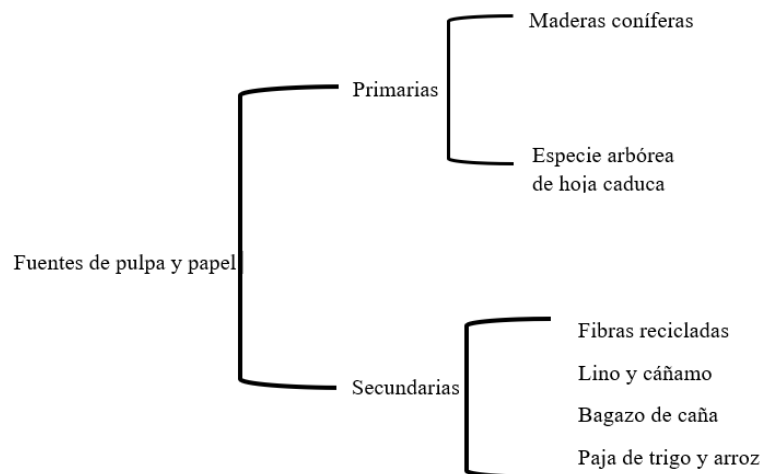 Fuentes de pulpa y papel
Primarias
Maderas coníferas
Especie arbórea
de hoja caduca
Secundarias
Fibras recicladas
Lino y cáñamo
Bagazo de caña
Paja de trigo y arroz